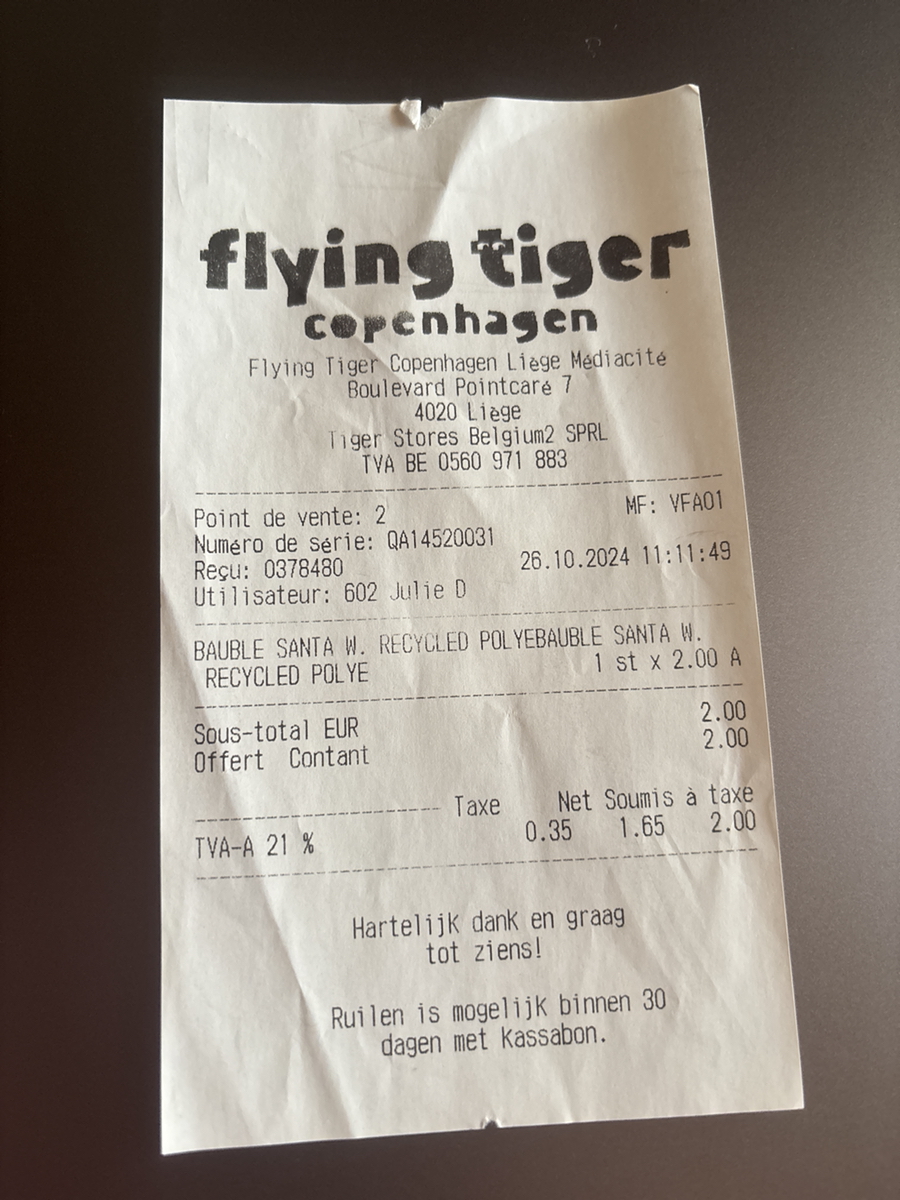 flying tiger
copenhagen
Flying Tiger Copenhagen Liège Médiacité
Boulevard Pointcaré 7
4020 Liège
Tiger Stores Belgium2 SPRL
TVA BE 0560 971 883
Point de vente: 2 MF: VFA01
Numéro de série: QA14520031
Reçu: 0378480 26.10.2024 11:11:49
Utilisateur: 602 Julie D
BAUBLE SANTA W. RECYCLED POLYEBAUBLE SANTA W.
RECYCLED POLYE 1 st x 2.00 A
Sous-total EUR 2.00
Offert Contant 2.00
Taxe Net Soumis à taxe
TVA-A 21 % 0.35 1.65 2.00
Hartelijk dank en graag
tot ziens!
Ruilen is mogelijk binnen 30
dagen met kassabon.